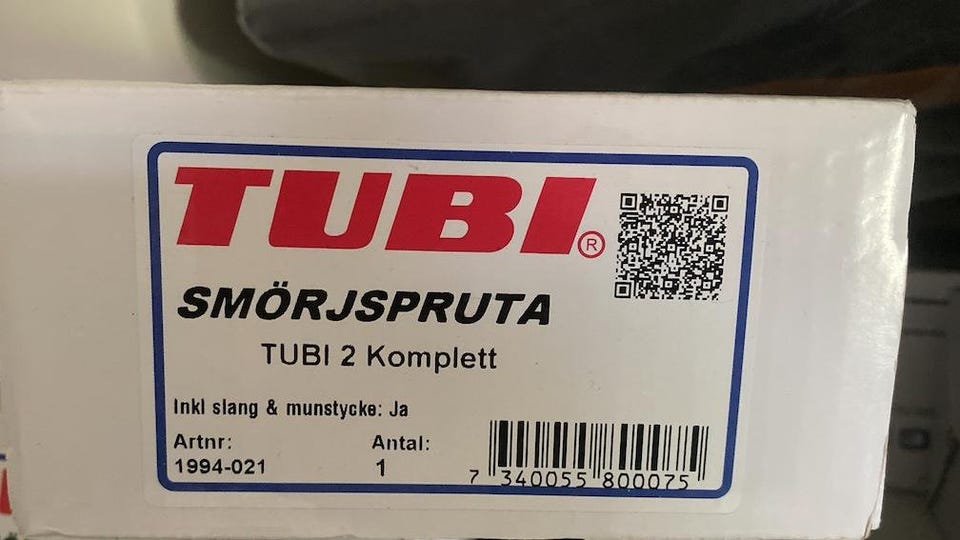 TUBI®
SMÖRJSPRUTA
TUBI 2 Komplett
Inkl slang & munstycke: Ja
Artnr: Antal:
1994-021 1
7 340055 800075